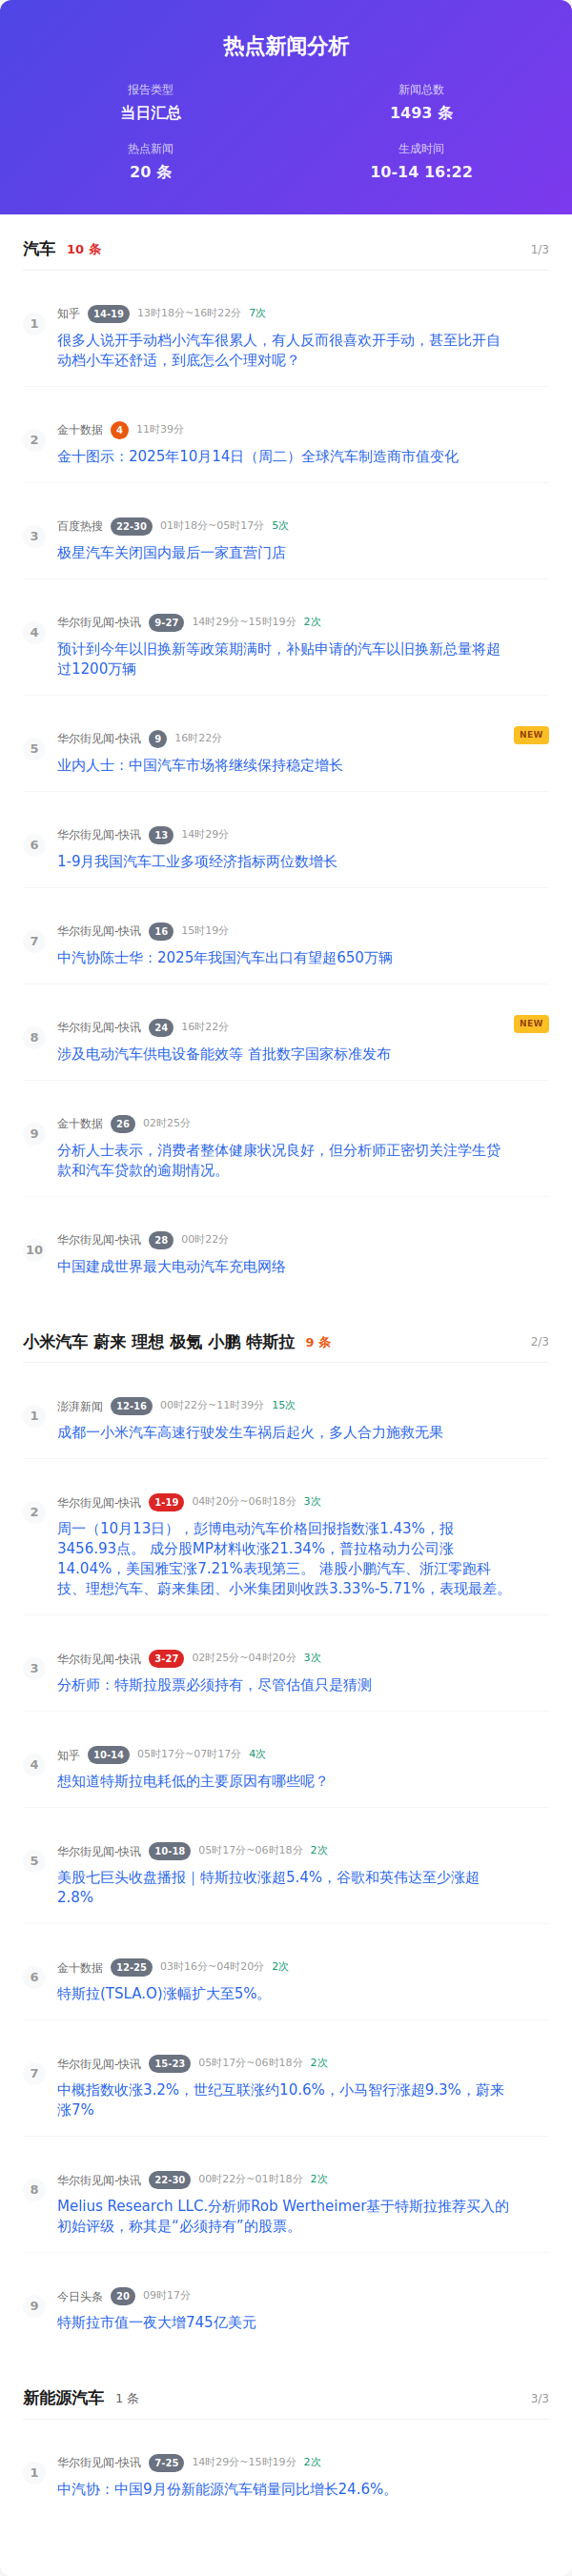 热点新闻分析
报告类型
新闻总数
当日汇总
1493 条
热点新闻
生成时间
20 条
10-14 16:22
汽车 10 条 1/3
1 知乎 14-19 13时18分~16时22分 7次
很多人说开手动档小汽车很累人，有人反而很喜欢开手动，甚至比开自
动档小车还舒适，到底怎么个理对呢？
2 金十数据 4 11时39分
金十图示：2025年10月14日（周二）全球汽车制造商市值变化
3 百度热搜 22-30 01时18分~05时17分 5次
极星汽车关闭国内最后一家直营门店
4 华尔街见闻-快讯 9-27 14时29分~15时19分 2次
预计到今年以旧换新等政策期满时，补贴申请的汽车以旧换新总量将超
过1200万辆
5 华尔街见闻-快讯 9 16时22分 NEW
业内人士：中国汽车市场将继续保持稳定增长
6 华尔街见闻-快讯 13 14时29分
1-9月我国汽车工业多项经济指标两位数增长
7 华尔街见闻-快讯 16 15时19分
中汽协陈士华：2025年我国汽车出口有望超650万辆
8 华尔街见闻-快讯 24 16时22分 NEW
涉及电动汽车供电设备能效等 首批数字国家标准发布
9 金十数据 26 02时25分
分析人士表示，消费者整体健康状况良好，但分析师正密切关注学生贷
款和汽车贷款的逾期情况。
10 华尔街见闻-快讯 28 00时22分
中国建成世界最大电动汽车充电网络
小米汽车 蔚来 理想 极氪 小鹏 特斯拉 9 条 2/3
1 澎湃新闻 12-16 00时22分~11时39分 15次
成都一小米汽车高速行驶发生车祸后起火，多人合力施救无果
2 华尔街见闻-快讯 1-19 04时20分~06时18分 3次
周一（10月13日），彭博电动汽车价格回报指数涨1.43%，报
3456.93点。 成分股MP材料收涨21.34%，普拉格动力公司涨
14.04%，美国雅宝涨7.21%表现第三。 港股小鹏汽车、浙江零跑科
技、理想汽车、蔚来集团、小米集团则收跌3.33%-5.71%，表现最差。
3 华尔街见闻-快讯 3-27 02时25分~04时20分 3次
分析师：特斯拉股票必须持有，尽管估值只是猜测
4 知乎 10-14 05时17分~07时17分 4次
想知道特斯拉电耗低的主要原因有哪些呢？
5 华尔街见闻-快讯 10-18 05时17分~06时18分 2次
美股七巨头收盘播报｜特斯拉收涨超5.4%，谷歌和英伟达至少涨超
2.8%
6 金十数据 12-25 03时16分~04时20分 2次
特斯拉(TSLA.O)涨幅扩大至5%。
7 华尔街见闻-快讯 15-23 05时17分~06时18分 2次
中概指数收涨3.2%，世纪互联涨约10.6%，小马智行涨超9.3%，蔚来
涨7%
8 华尔街见闻-快讯 22-30 00时22分~01时18分 2次
Melius Research LLC.分析师Rob Wertheimer基于特斯拉推荐买入的
初始评级，称其是“必须持有”的股票。
9 今日头条 20 09时17分
特斯拉市值一夜大增745亿美元
新能源汽车 1 条 3/3
1 华尔街见闻-快讯 7-25 14时29分~15时19分 2次
中汽协：中国9月份新能源汽车销量同比增长24.6%。